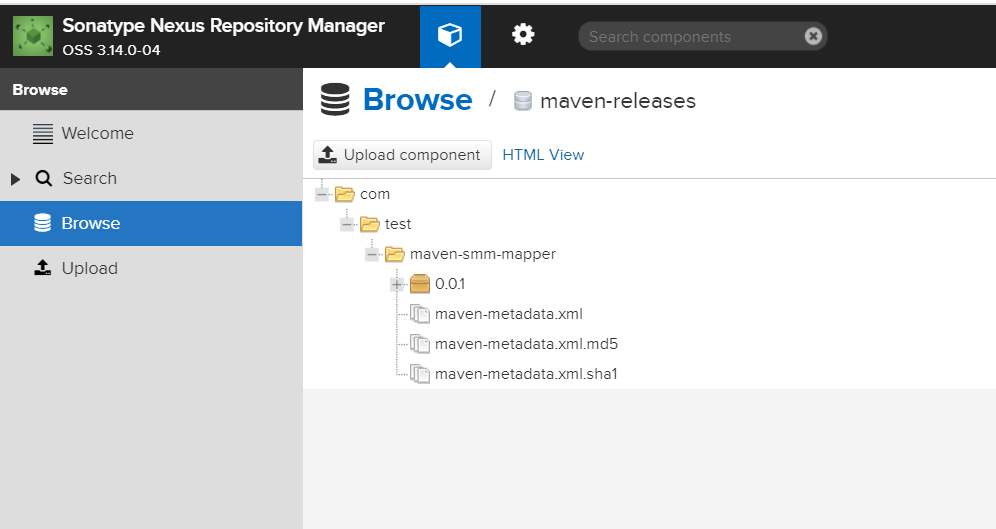 Sonatype Nexus Repository Manager
OSS 3.14.0-04
Search components
Browse
Welcome
Search
Browse
Upload
Browse / maven-releases
Upload component HTML View
com
test
maven-smm-mapper
0.0.1
maven-metadata.xml
maven-metadata.xml.md5
maven-metadata.xml.sha1